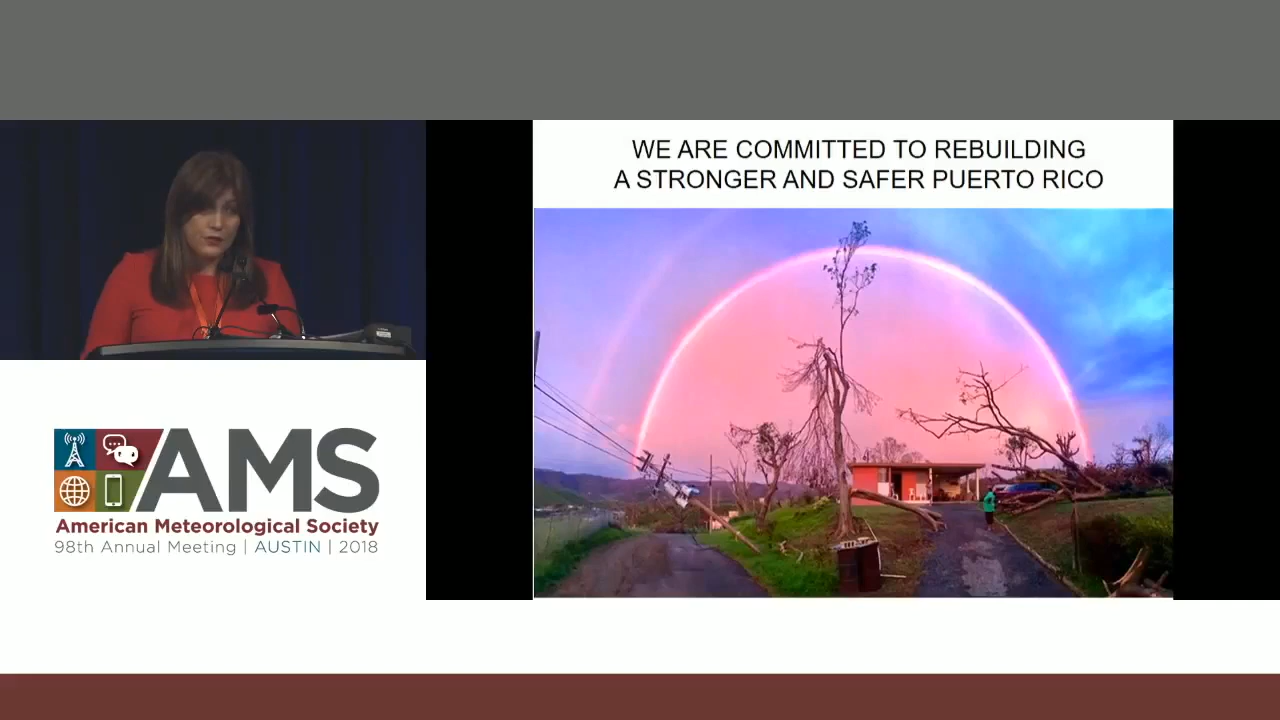 WE ARE COMMITTED TO REBUILDING
A STRONGER AND SAFER PUERTO RICO
AMS
American Meteorological Society
98th Annual Meeting | AUSTIN | 2018